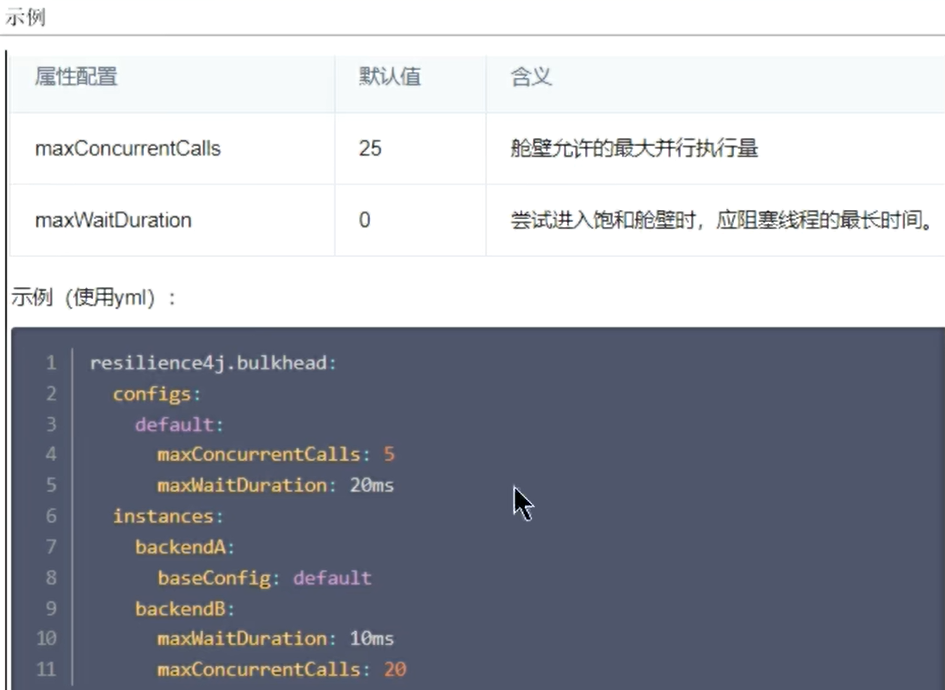 示例
属性配置 默认值 含义
maxConcurrentCalls 25 舱壁允许的最大并行执行量
maxWaitDuration 0 尝试进入饱和舱壁时，应阻塞线程的最长时间。
示例（使用yml）：
1 resilience4j.bulkhead:
2 configs:
3 default:
4 maxConcurrentCalls: 5
5 maxWaitDuration: 20ms
6 instances:
7 backendA:
8 baseConfig: default
9 backendB:
10 maxWaitDuration: 10ms
11 maxConcurrentCalls: 20